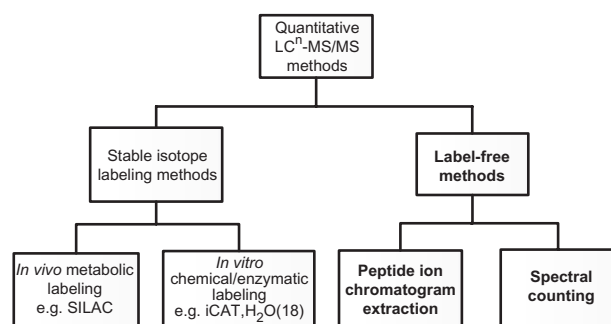 Quantitative
LCⁿ-MS/MS
methods
Stable isotope
labeling methods
Label-free
methods
In vivo metabolic
labeling
e.g. SILAC
In vitro
chemical/enzymatic
labeling
e.g. iCAT,H₂O(18)
Peptide ion
chromatogram
extraction
Spectral
counting